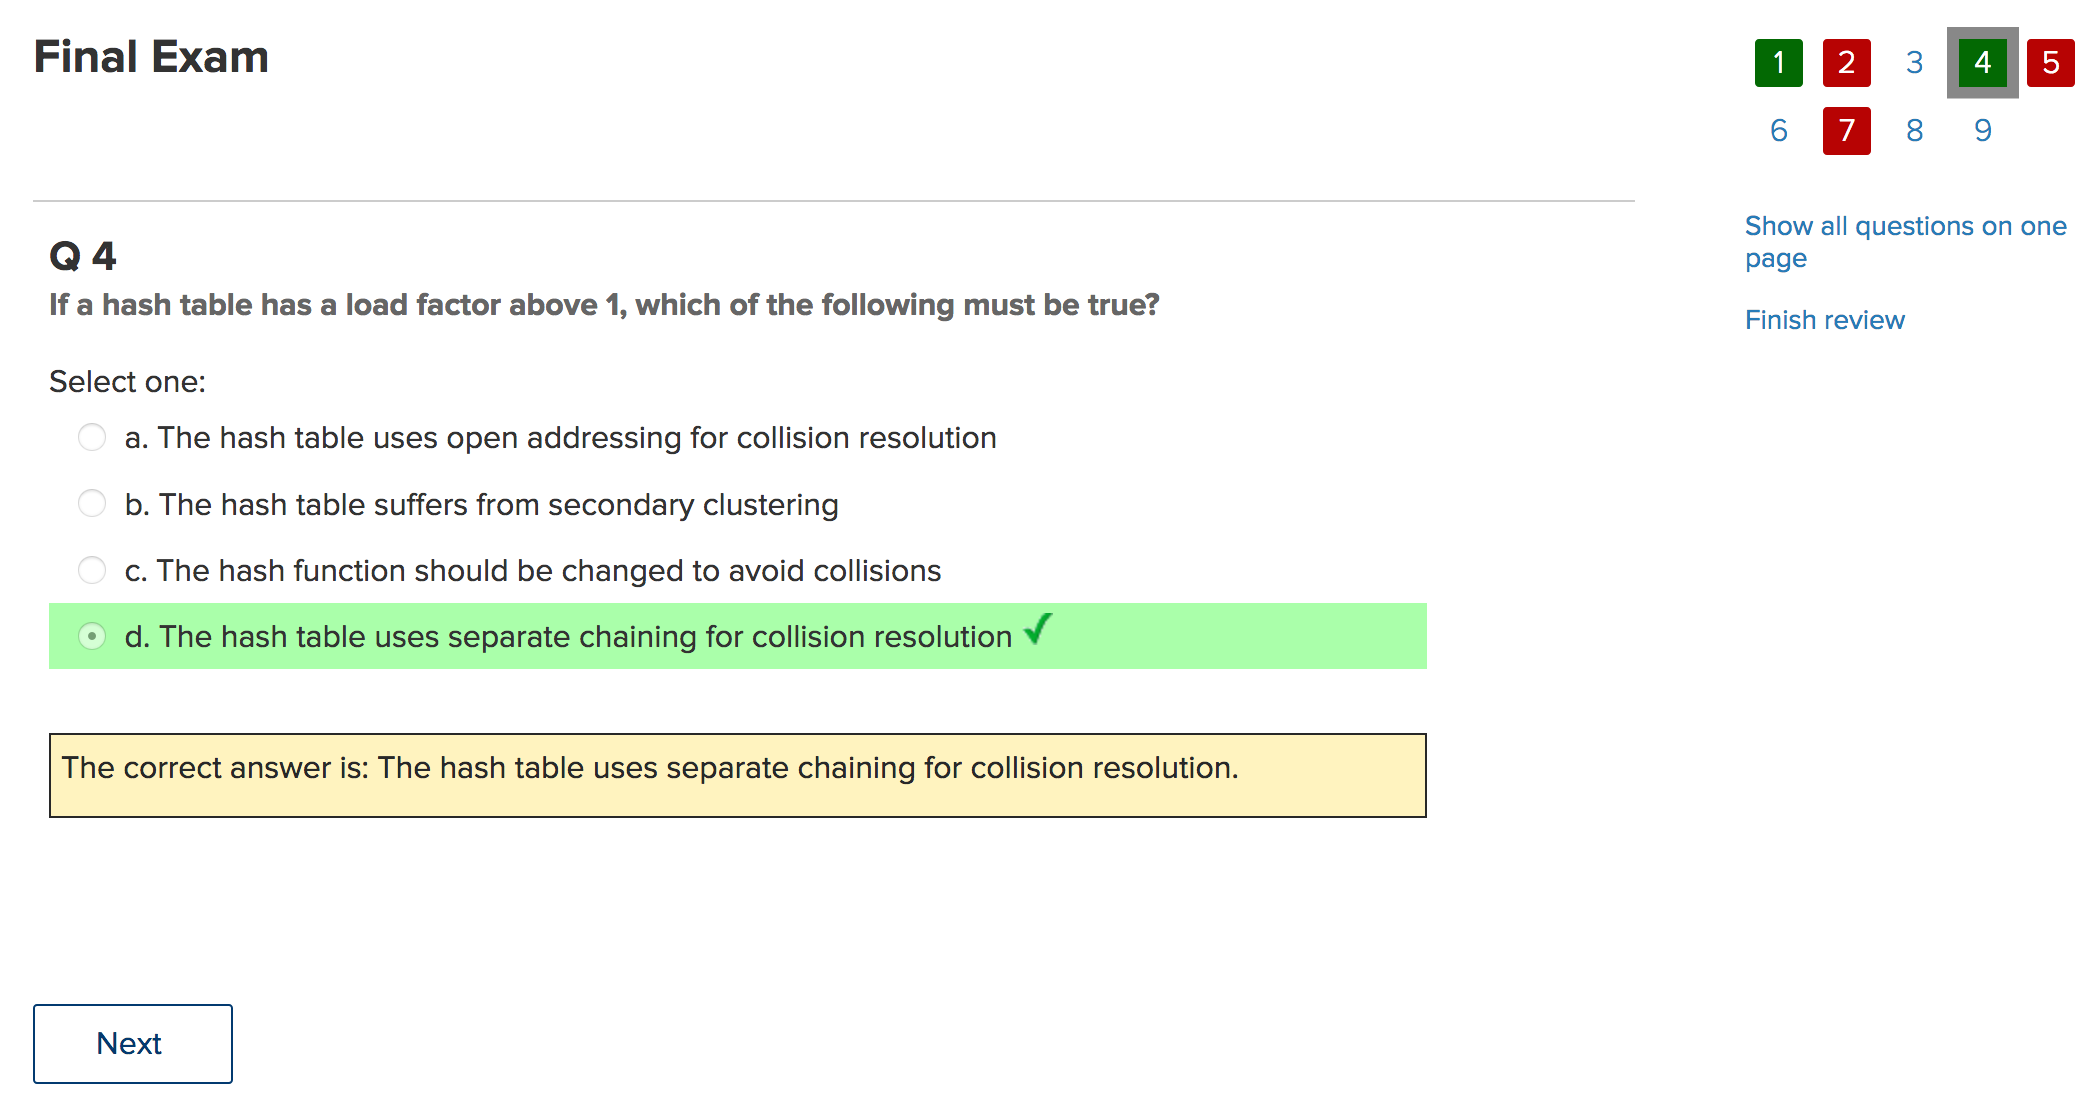 Final Exam
1 2 3 4 5
6 7 8 9
Show all questions on one
page
Finish review
Q 4
If a hash table has a load factor above 1, which of the following must be true?
Select one:
a. The hash table uses open addressing for collision resolution
b. The hash table suffers from secondary clustering
c. The hash function should be changed to avoid collisions
d. The hash table uses separate chaining for collision resolution
The correct answer is: The hash table uses separate chaining for collision resolution.
Next